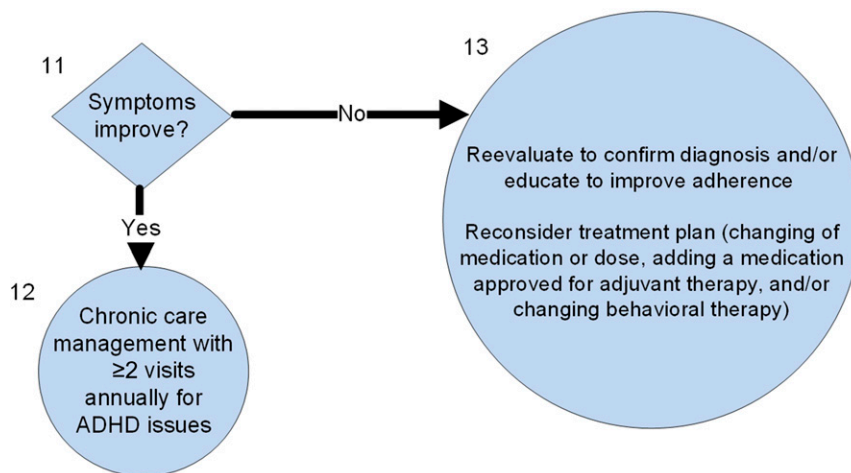 11
Symptoms
improve?
No
13
Reevaluate to confirm diagnosis and/or
educate to improve adherence
Reconsider treatment plan (changing of
medication or dose, adding a medication
approved for adjuvant therapy, and/or
changing behavioral therapy)
Yes
12
Chronic care
management with
≥2 visits
annually for
ADHD issues